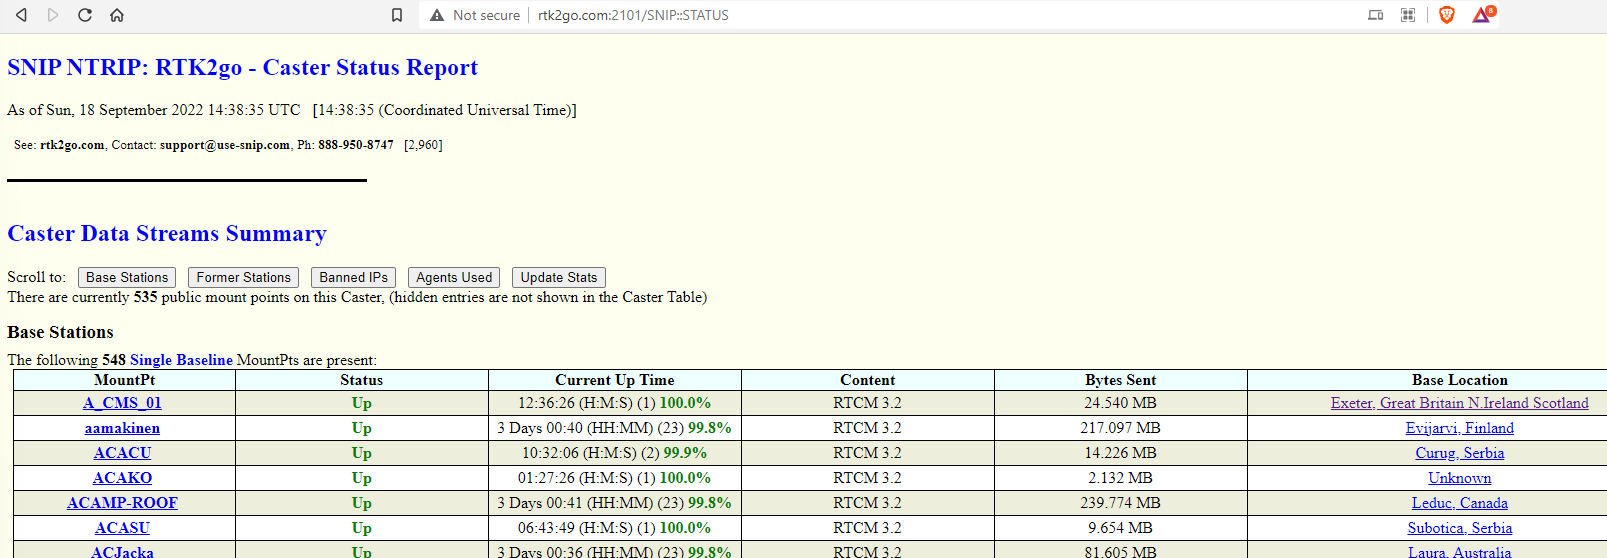 Not secure rtk2go.com:2101/SNIP::STATUS
8
SNIP NTRIP: RTK2go - Caster Status Report
As of Sun, 18 September 2022 14:38:35 UTC [14:38:35 (Coordinated Universal Time)]
See: rtk2go.com, Contact: support@use-snip.com, Ph: 888-950-8747 [2,960]
Caster Data Streams Summary
Scroll to: Base Stations Former Stations Banned IPs Agents Used Update Stats
There are currently 535 public mount points on this Caster, (hidden entries are not shown in the Caster Table)
Base Stations
The following 548 Single Baseline MountPts are present:
MountPt Status Current Up Time Content Bytes Sent Base Location
A_CMS_01 Up 12:36:26 (H:M:S) (1) 100.0% RTCM 3.2 24.540 MB Exeter, Great Britain N.Ireland Scotland
aamakinen Up 3 Days 00:40 (HH:MM) (23) 99.8% RTCM 3.2 217.097 MB Evijarvi, Finland
ACACU Up 10:32:06 (H:M:S) (2) 99.9% RTCM 3.2 14.226 MB Curug, Serbia
ACAKO Up 01:27:26 (H:M:S) (1) 100.0% RTCM 3.2 2.132 MB Unknown
ACAMP-ROOF Up 3 Days 00:41 (HH:MM) (23) 99.8% RTCM 3.2 239.774 MB Leduc, Canada
ACASU Up 06:43:49 (H:M:S) (1) 100.0% RTCM 3.2 9.654 MB Subotica, Serbia
ACJacka Up 3 Days 00:36 (HH:MM) (23) 99.8% RTCM 3.2 81.605 MB Laura, Australia